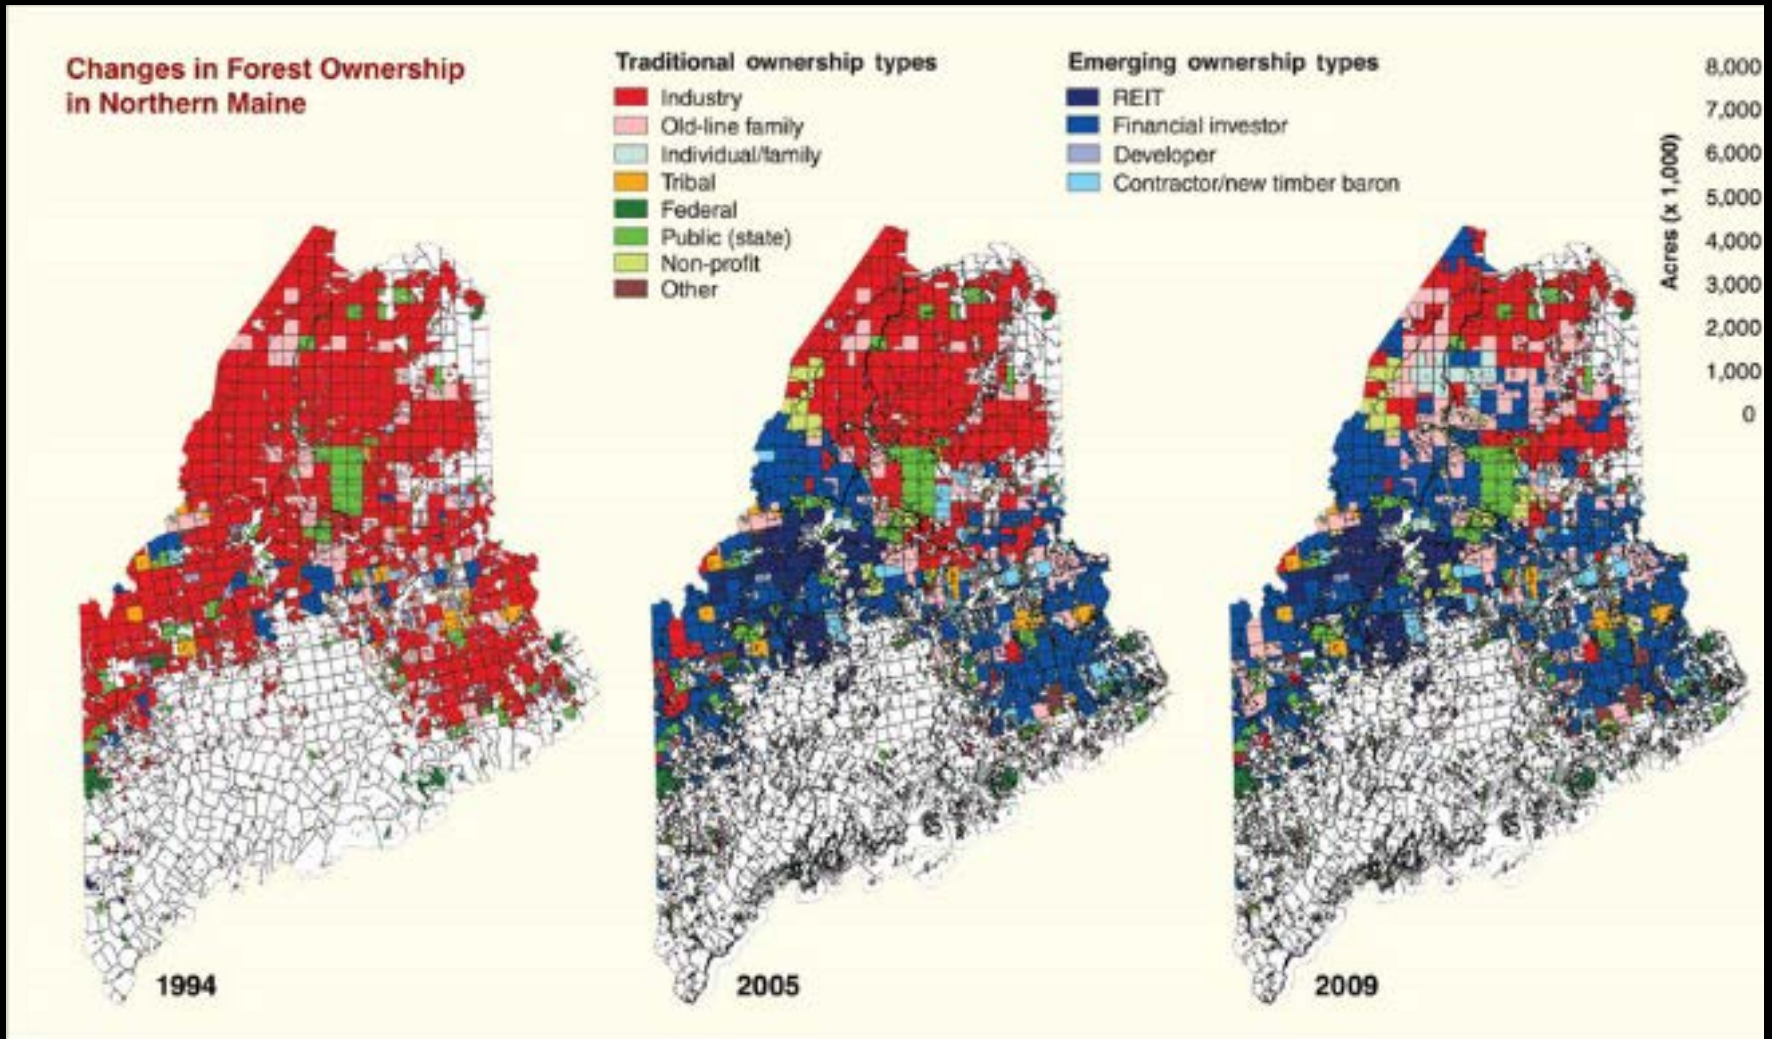 Changes in Forest Ownership
in Northern Maine
Traditional ownership types
Industry
Old-line family
Individual/family
Tribal
Federal
Public (state)
Non-profit
Other
Emerging ownership types
REIT
Financial investor
Developer
Contractor/new timber baron
Acres (x 1,000)
8,000
7,000
6,000
5,000
4,000
3,000
2,000
1,000
0
1994
2005
2009